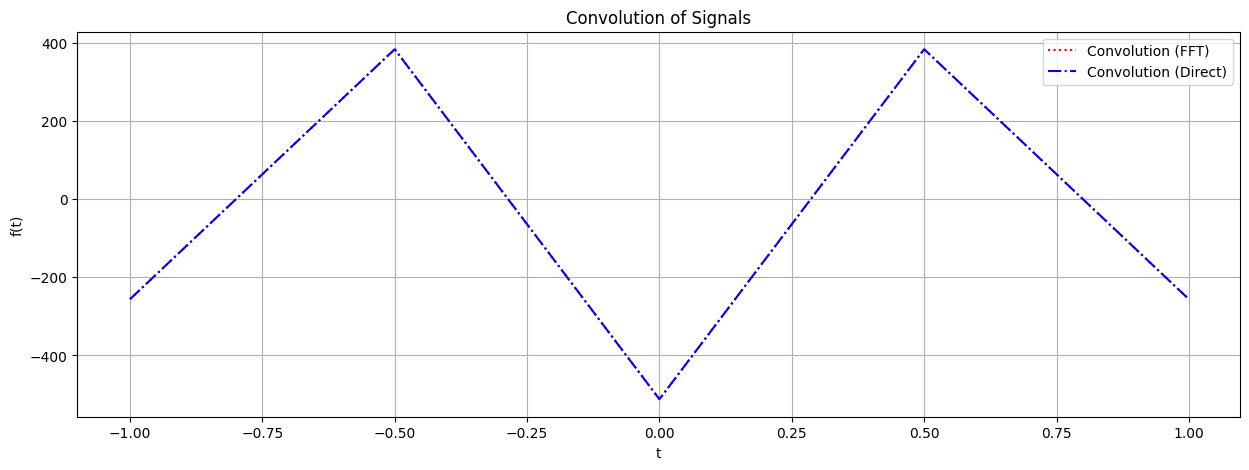 Convolution of Signals
Convolution (FFT)
Convolution (Direct)
400
200
0
−200
−400
f(t)
−1.00
−0.75
−0.50
−0.25
0.00
0.25
0.50
0.75
1.00
t